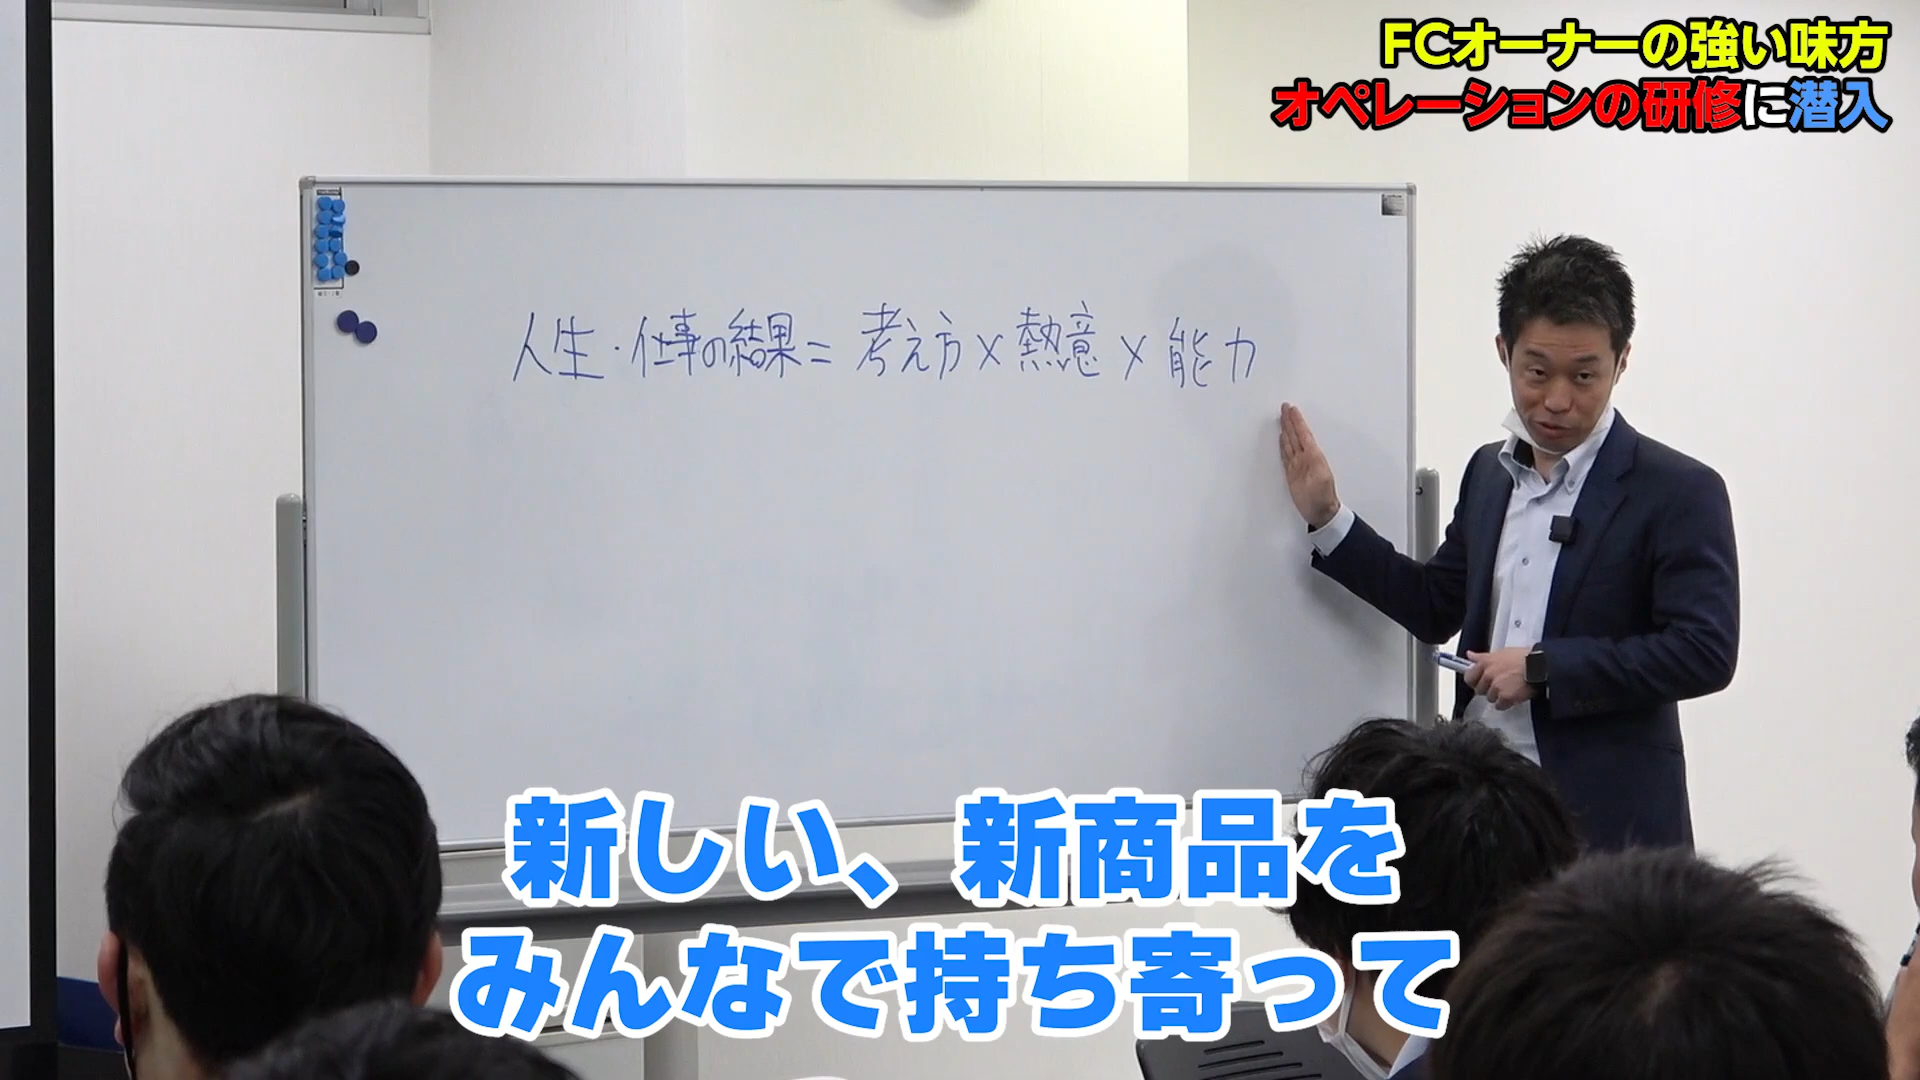 FCオーナーの強い味方
オペレーションの研修に潜入
人生・仕事の結果=考え方×熱意×能力
新しい、新商品を
みんなで持ち寄って